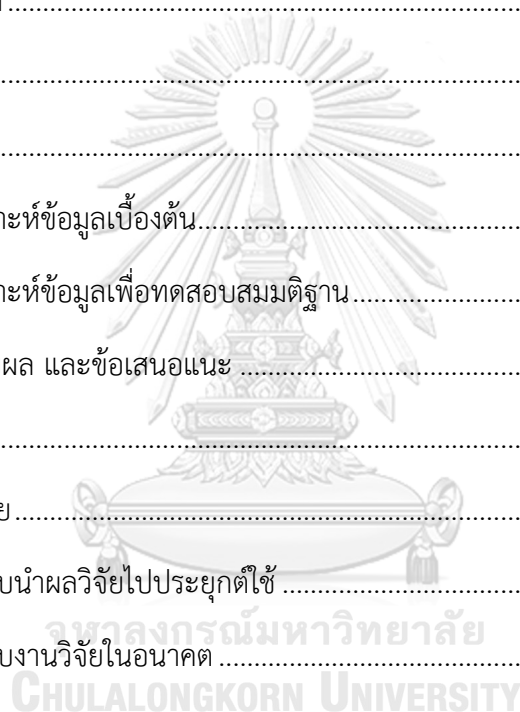 าะห์ข้อมูลเบื้องต้น................................................
าะห์ข้อมูลเพื่อทดสอบสมมติฐาน.........................
ผล และข้อเสนอแนะ.........................................
ย.........................................................................
บนำผลวิจัยไปประยุกต์ใช้...................................
จุฬาลงกรณ์มหาวิทยาลัย
บงานวิจัยในอนาคต............................................
CHULALONGKORN UNIVERSITY